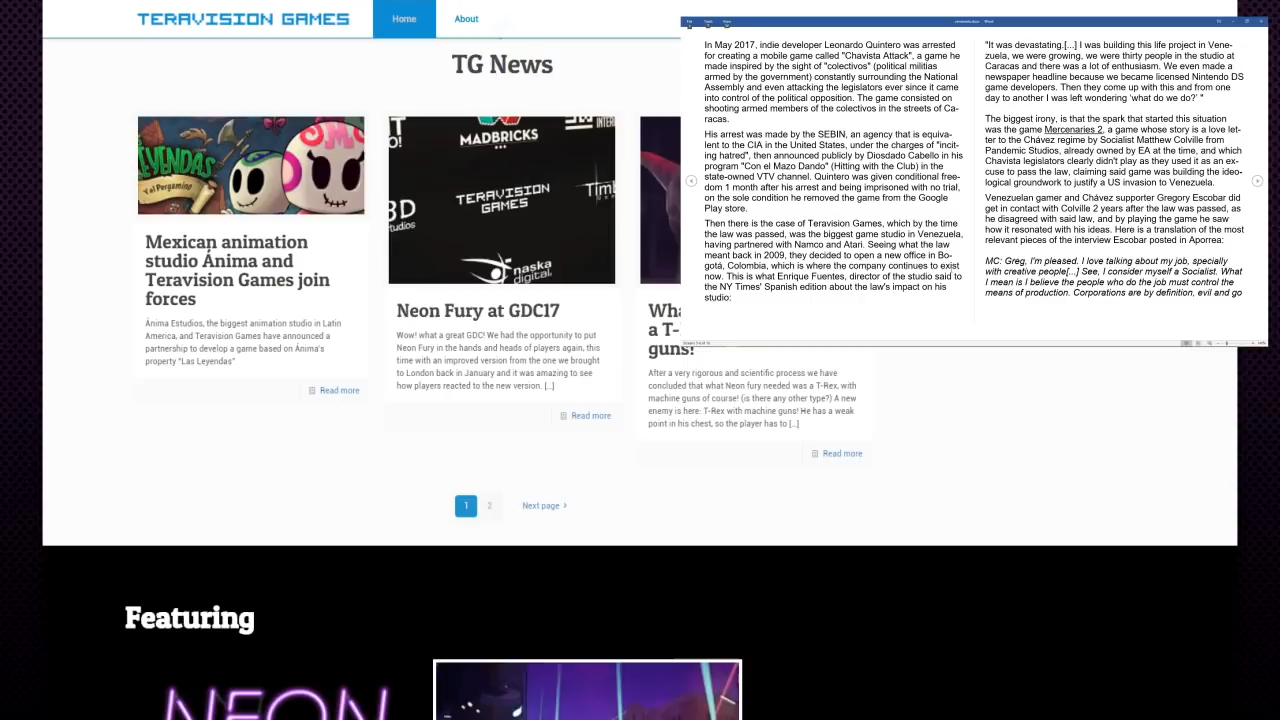 TERAVISION GAMES
Home
About
TG News
LEYENDAS
Y el Pergamino
Mexican animation
studio Ánima and
Teravision Games join
forces
Ánima Estudios, the biggest animation studio in Latin
America, and Teravision Games have announced a
partnership to develop a game based on Ánima's
property "Las Leyendas"
Read more
MADBRICKS
TERAVISION
GAMES
naska
digital
Neon Fury at GDC17
Wow! what a great GDC! We had the opportunity to put
Neon Fury in the hands and heads of players again, this
time with an improved version from the one we brought
to London back in January and it was amazing to see
how players reacted to the new version. [...]
Read more
Wha
a T-
guns!
After a very rigorous and scientific process we have
concluded that what Neon fury needed was a T-Rex, with
machine guns of course! (is there any other type?) A new
enemy is here: T-Rex with machine guns! He has a weak
point in his chest, so the player has to [...]
Read more
1
2
Next page
Featuring
NEON
In May 2017, indie developer Leonardo Quintero was arrested
for creating a mobile game called "Chavista Attack", a game he
made inspired by the sight of "colectivos" (political militias
armed by the government) constantly surrounding the National
Assembly and even attacking the legislators ever since it came
into control of the political opposition. The game consisted on
shooting armed members of the colectivos in the streets of Ca-
racas.
His arrest was made by the SEBIN, an agency that is equiva-
lent to the CIA in the United States, under the charges of "incit-
ing hatred", then announced publicly by Diosdado Cabello in his
program "Con el Mazo Dando" (Hitting with the Club) in the
state-owned VTV channel. Quintero was given conditional free-
dom 1 month after his arrest and being imprisoned with no trial,
on the sole condition he removed the game from the Google
Play store.
Then there is the case of Teravision Games, which by the time
the law was passed, was the biggest game studio in Venezuela,
having partnered with Namco and Atari. Seeing what the law
meant back in 2009, they decided to open a new office in Bo-
gotá, Colombia, which is where the company continues to exist
now. This is what Enrique Fuentes, director of the studio said to
the NY Times' Spanish edition about the law's impact on his
studio:
"It was devastating.[...] I was building this life project in Vene-
zuela, we were growing, we were thirty people in the studio at
Caracas and there was a lot of enthusiasm. We even made a
newspaper headline because we became licensed Nintendo DS
game developers. Then they come up with this and from one
day to another I was left wondering 'what do we do?' "
The biggest irony, is that the spark that started this situation
was the game Mercenaries 2, a game whose story is a love let-
ter to the Chávez regime by Socialist Matthew Colville from
Pandemic Studios, already owned by EA at the time, and which
Chavista legislators clearly didn't play as they used it as an ex-
cuse to pass the law, claiming said game was building the ideo-
logical groundwork to justify a US invasion to Venezuela.
Venezuelan gamer and Chávez supporter Gregory Escobar did
get in contact with Colville 2 years after the law was passed, as
he disagreed with said law, and by playing the game he saw
how it resonated with his ideas. Here is a translation of the most
relevant pieces of the interview Escobar posted in Aporrea:
MC: Greg, I'm pleased. I love talking about my job, specially
with creative people[...] See, I consider myself a Socialist. What
I mean is I believe the people who do the job must control the
means of production. Corporations are by definition, evil and go